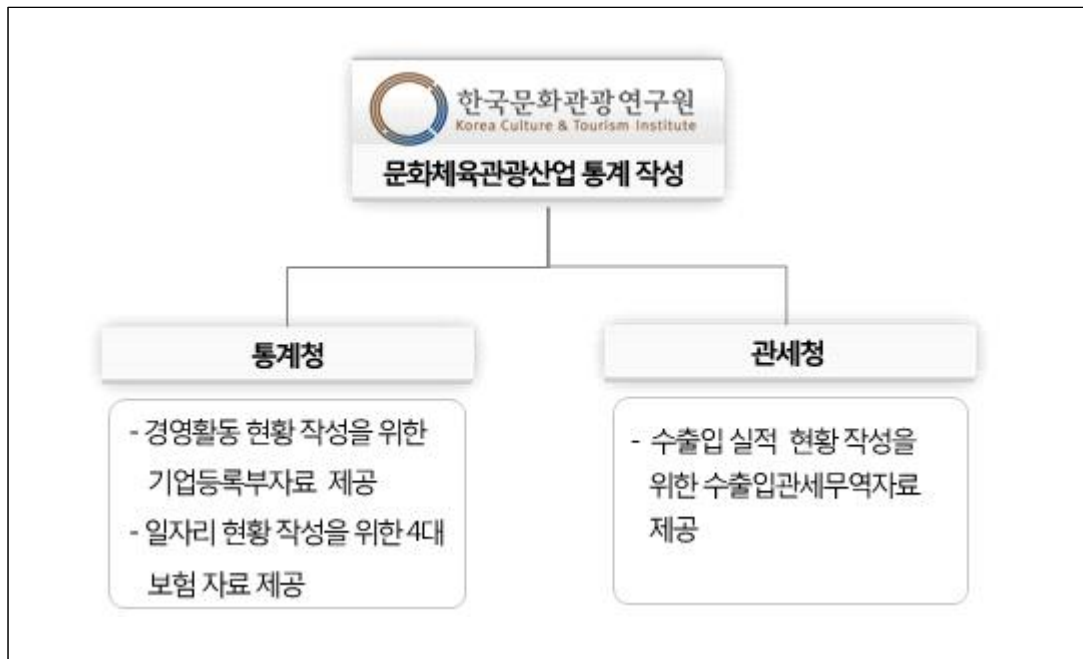 한국문화관광연구원
Korea Culture & Tourism Institute
문화체육관광산업 통계 작성
통계청
- 경영활동 현황 작성을 위한
기업등록부자료 제공
- 일자리 현황 작성을 위한 4대
보험 자료 제공
관세청
- 수출입 실적 현황 작성을
위한 수출입관세무역자료
제공